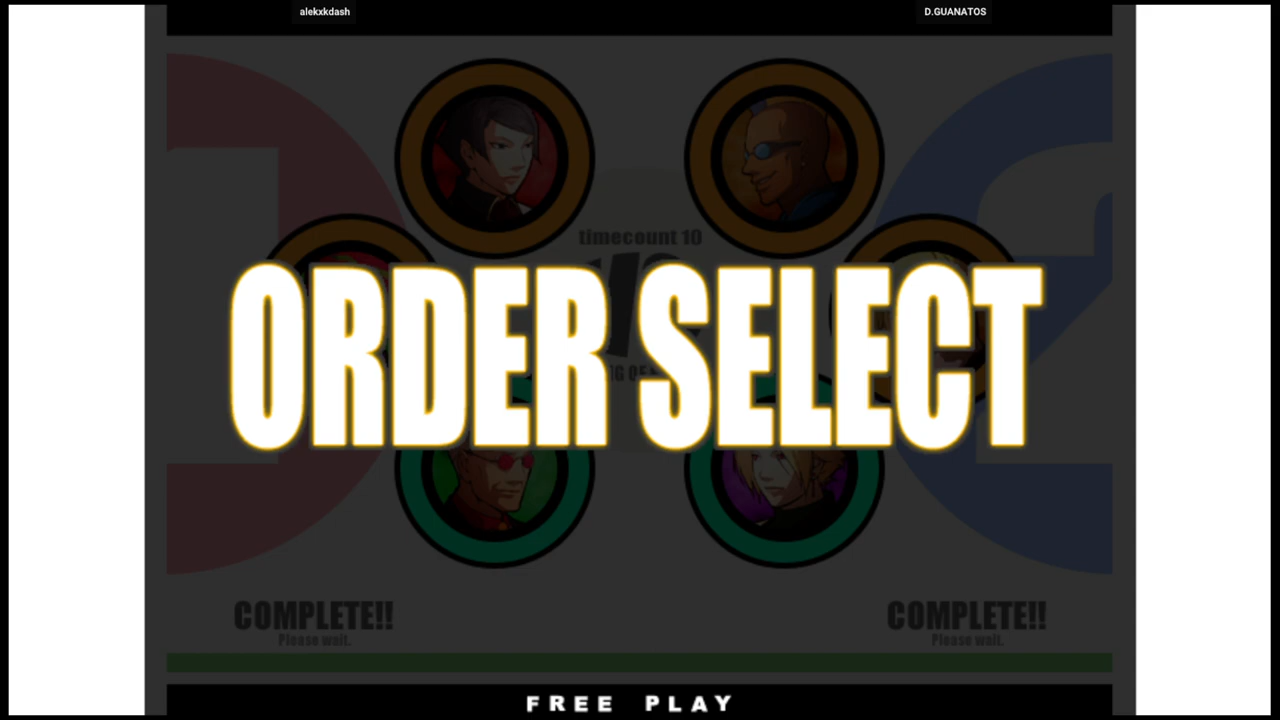 alekxkdash
D.GUANATOS
timecount 10
ORDER SELECT
COMPLETE!!
Please wait.
COMPLETE!!
Please wait.
FREE PLAY